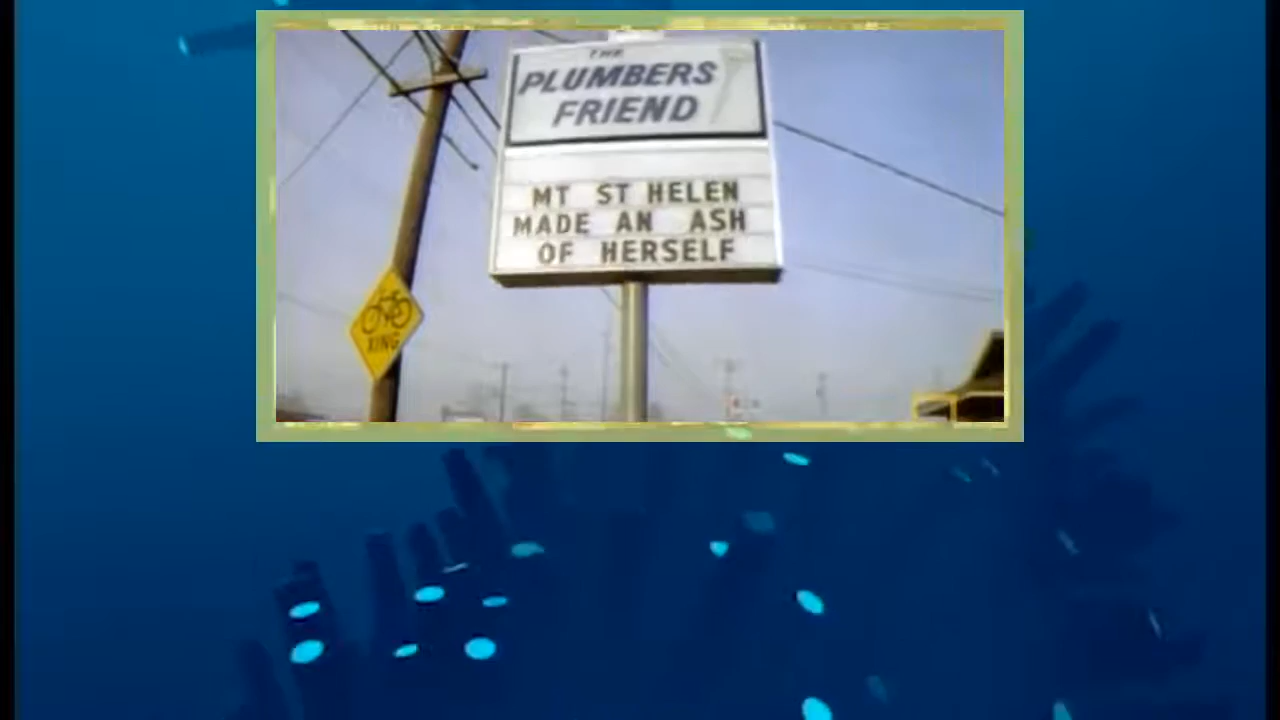 THE
PLUMBERS
FRIEND
MT ST HELEN
MADE AN ASH
OF HERSELF
XING